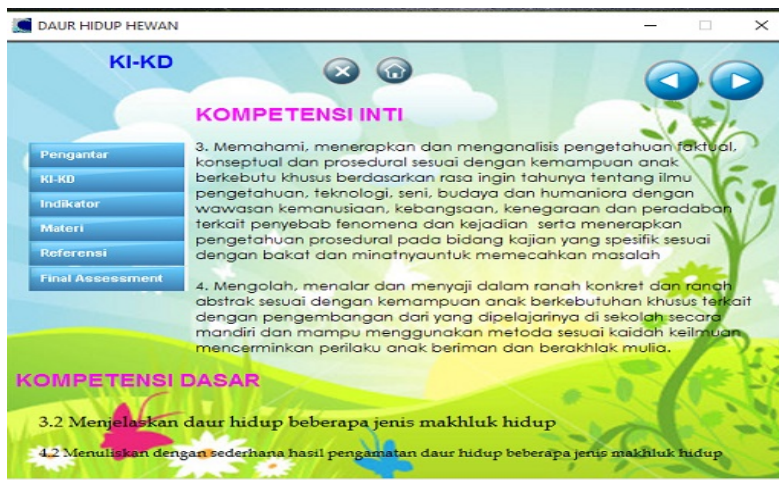 DAUR HIDUP HEWAN
KI-KD
KOMPETENSI INTI
Pengantar
KI-KD
Indikator
Materi
Referensi
Final Assessment
3. Memahami, menerapkan dan menganalisis pengetahuan faktual,
konseptual dan prosedural sesuai dengan kemampuan anak
berkebutu khusus berdasarkan rasa ingin tahunya tentang ilmu
pengetahuan, teknologi, seni, budaya dan humaniora dengan
wawasan kemanusiaan, kebangsaan, kenegaraan dan peradaban
terkait penyebab fenomena dan kejadian serta menerapkan
pengetahuan prosedural pada bidang kajian yang spesifik sesuai
dengan bakat dan minatnyauntuk memecahkan masalah
4. Mengolah, menalar dan menyaji dalam ranah konkret dan ranah
abstrak sesuai dengan kemampuan anak berkebutuhan khusus terkait
dengan pengembangan dari yang dipelajarinya di sekolah secara
mandiri dan mampu menggunakan metoda sesuai kaidah keilmuan
mencerminkan perilaku anak beriman dan berakhlak mulia.
KOMPETENSI DASAR
3.2 Menjelaskan daur hidup beberapa jenis makhluk hidup
4.2 Menuliskan dengan sederhana hasil pengamatan daur hidup beberapa jenis makhluk hidup